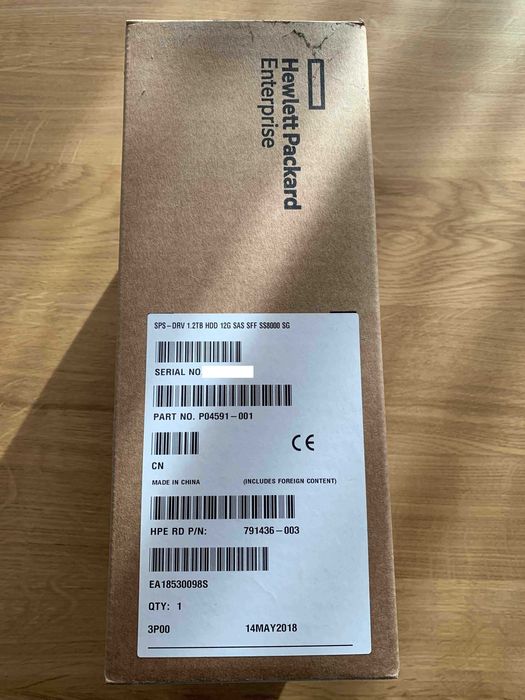 Hewlett Packard
Enterprise
SPS-DRV 1.2TB HDD 12G SAS SFF SS8000 SG
SERIAL NO
PART NO. P04591-001
CE
CN
MADE IN CHINA (INCLUDES FOREIGN CONTENT)
HPE RD P/N: 791436-003
EA18530098S
QTY: 1
3P00 14MAY2018